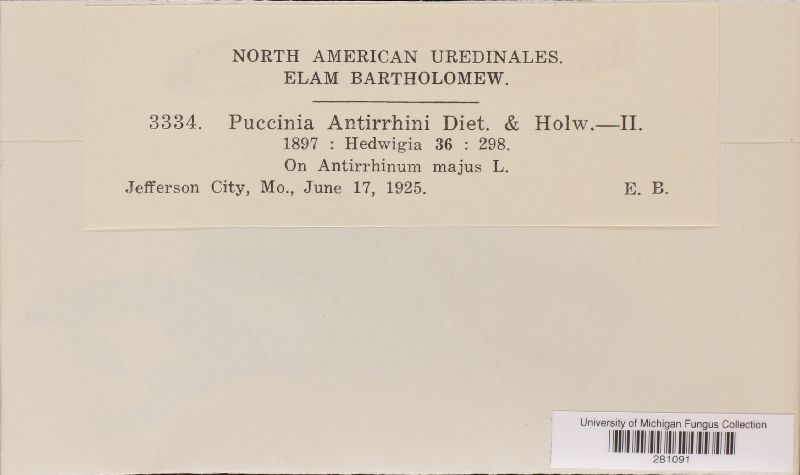 NORTH AMERICAN UREDINALES.
ELAM BARTHOLOMEW.
3334. Puccinia Antirrhini Diet. & Holw.—II.
1897 : Hedwigia 36 : 298.
On Antirrhinum majus L.
Jefferson City, Mo., June 17, 1925. E. B.
University of Michigan Fungus Collection
281091